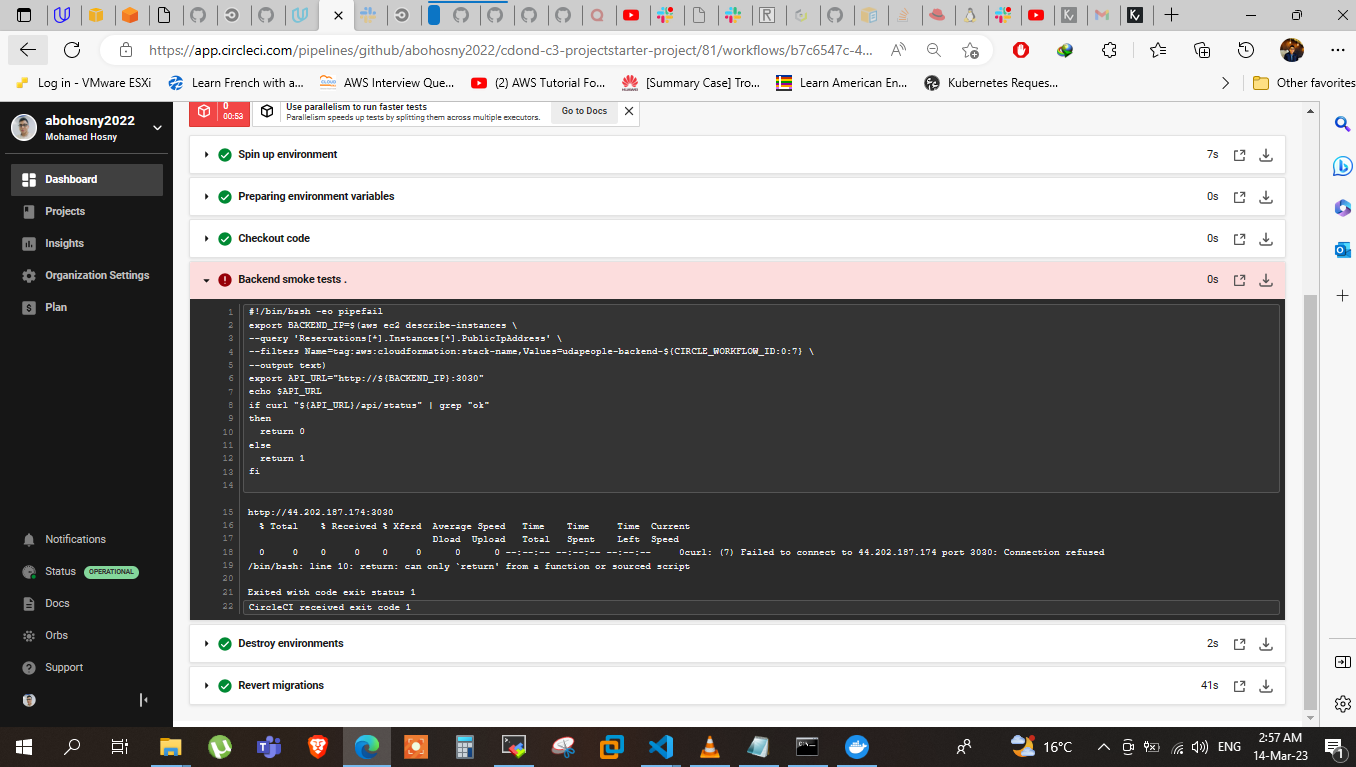 https://app.circleci.com/pipelines/github/abohosny2022/cdond-c3-projectstarter-project/81/workflows/b7c6547c-4...
Log in - VMware ESXi
Learn French with a...
AWS Interview Que...
(2) AWS Tutorial Fo...
[Summary Case] Tro...
Learn American En...
Kubernetes Reques...
Other favorites
abohosny2022
Mohamed Hosny
Dashboard
Projects
Insights
Organization Settings
Plan
Notifications
Status OPERATIONAL
Docs
Orbs
Support
0
00:53
Use parallelism to run faster tests
Parallelism speeds up tests by splitting them across multiple executors.
Go to Docs
Spin up environment 7s
Preparing environment variables 0s
Checkout code 0s
Backend smoke tests . 0s
1 #!/bin/bash -eo pipefail
2 export BACKEND_IP=$(aws ec2 describe-instances \
3 --query 'Reservations[*].Instances[*].PublicIpAddress' \
4 --filters Name=tag:aws:cloudformation:stack-name,Values=udapeople-backend-${CIRCLE_WORKFLOW_ID:0:7} \
5 --output text)
6 export API_URL="http://${BACKEND_IP}:3030"
7 echo $API_URL
8 if curl "${API_URL}/api/status" | grep "ok"
9 then
10 return 0
11 else
12 return 1
13 fi
14
15 http://44.202.187.174:3030
16 % Total % Received % Xferd Average Speed Time Time Time Current
17 Dload Upload Total Spent Left Speed
18 0 0 0 0 0 0 0 0 --:--:-- --:--:-- --:--:-- 0curl: (7) Failed to connect to 44.202.187.174 port 3030: Connection refused
19 /bin/bash: line 10: return: can only `return' from a function or sourced script
20
21 Exited with code exit status 1
22 CircleCI received exit code 1
Destroy environments 2s
Revert migrations 41s
16°C
ENG
2:57 AM
14-Mar-23
1